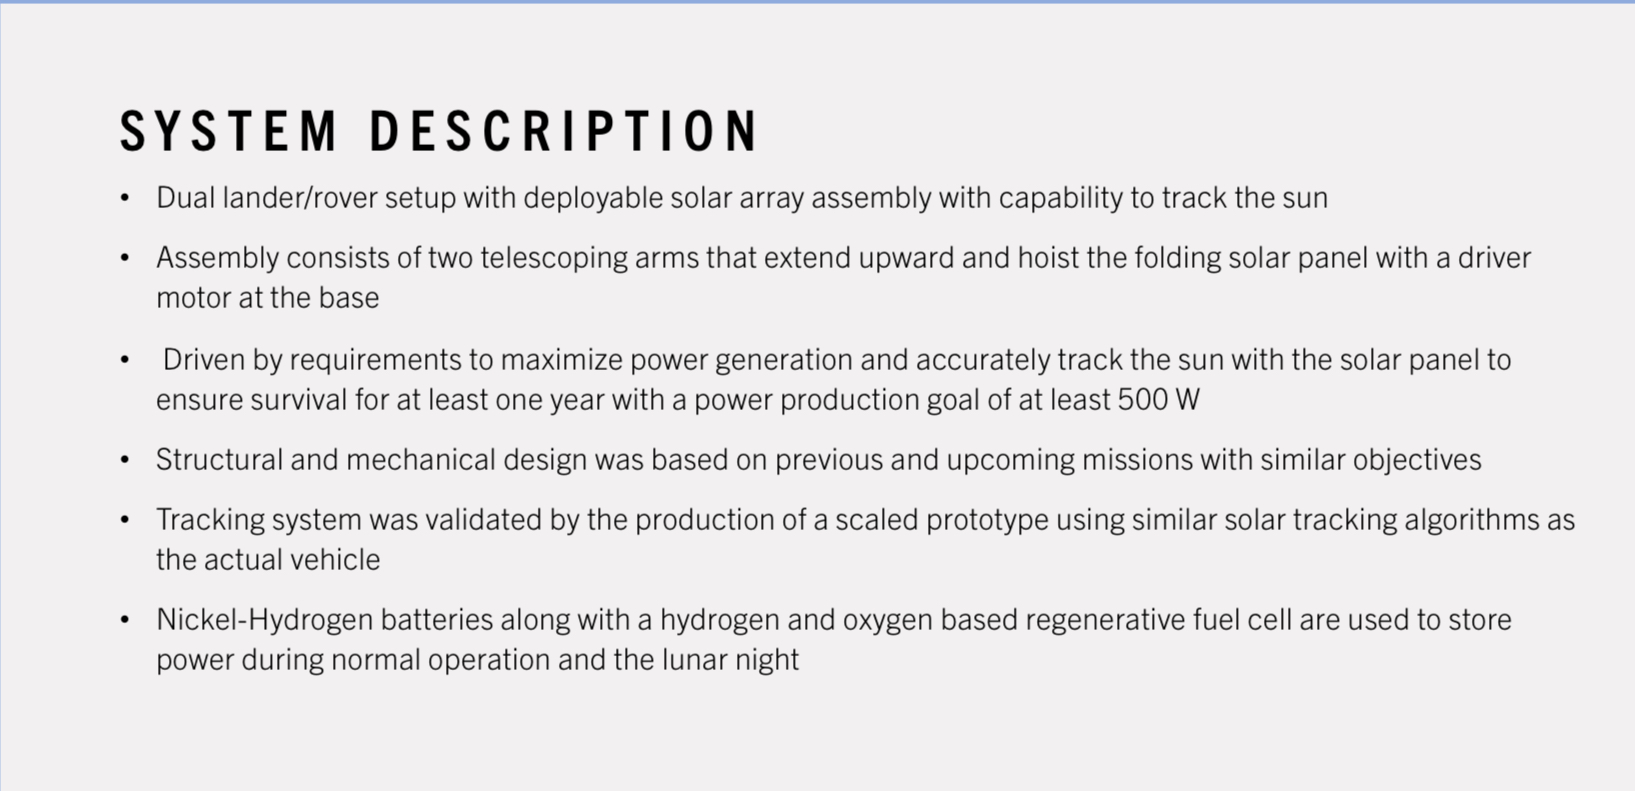 SYSTEM DESCRIPTION
• Dual lander/rover setup with deployable solar array assembly with capability to track the sun
• Assembly consists of two telescoping arms that extend upward and hoist the folding solar panel with a driver
motor at the base
• Driven by requirements to maximize power generation and accurately track the sun with the solar panel to
ensure survival for at least one year with a power production goal of at least 500 W
• Structural and mechanical design was based on previous and upcoming missions with similar objectives
• Tracking system was validated by the production of a scaled prototype using similar solar tracking algorithms as
the actual vehicle
• Nickel-Hydrogen batteries along with a hydrogen and oxygen based regenerative fuel cell are used to store
power during normal operation and the lunar night